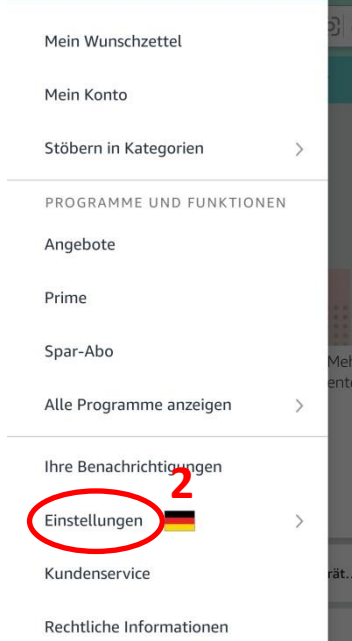 Mein Wunschzettel
Mein Konto
Stöbern in Kategorien
PROGRAMME UND FUNKTIONEN
Angebote
Prime
Spar-Abo
Alle Programme anzeigen
Ihre Benachrichtigungen
2
Einstellungen
Kundenservice
Rechtliche Informationen